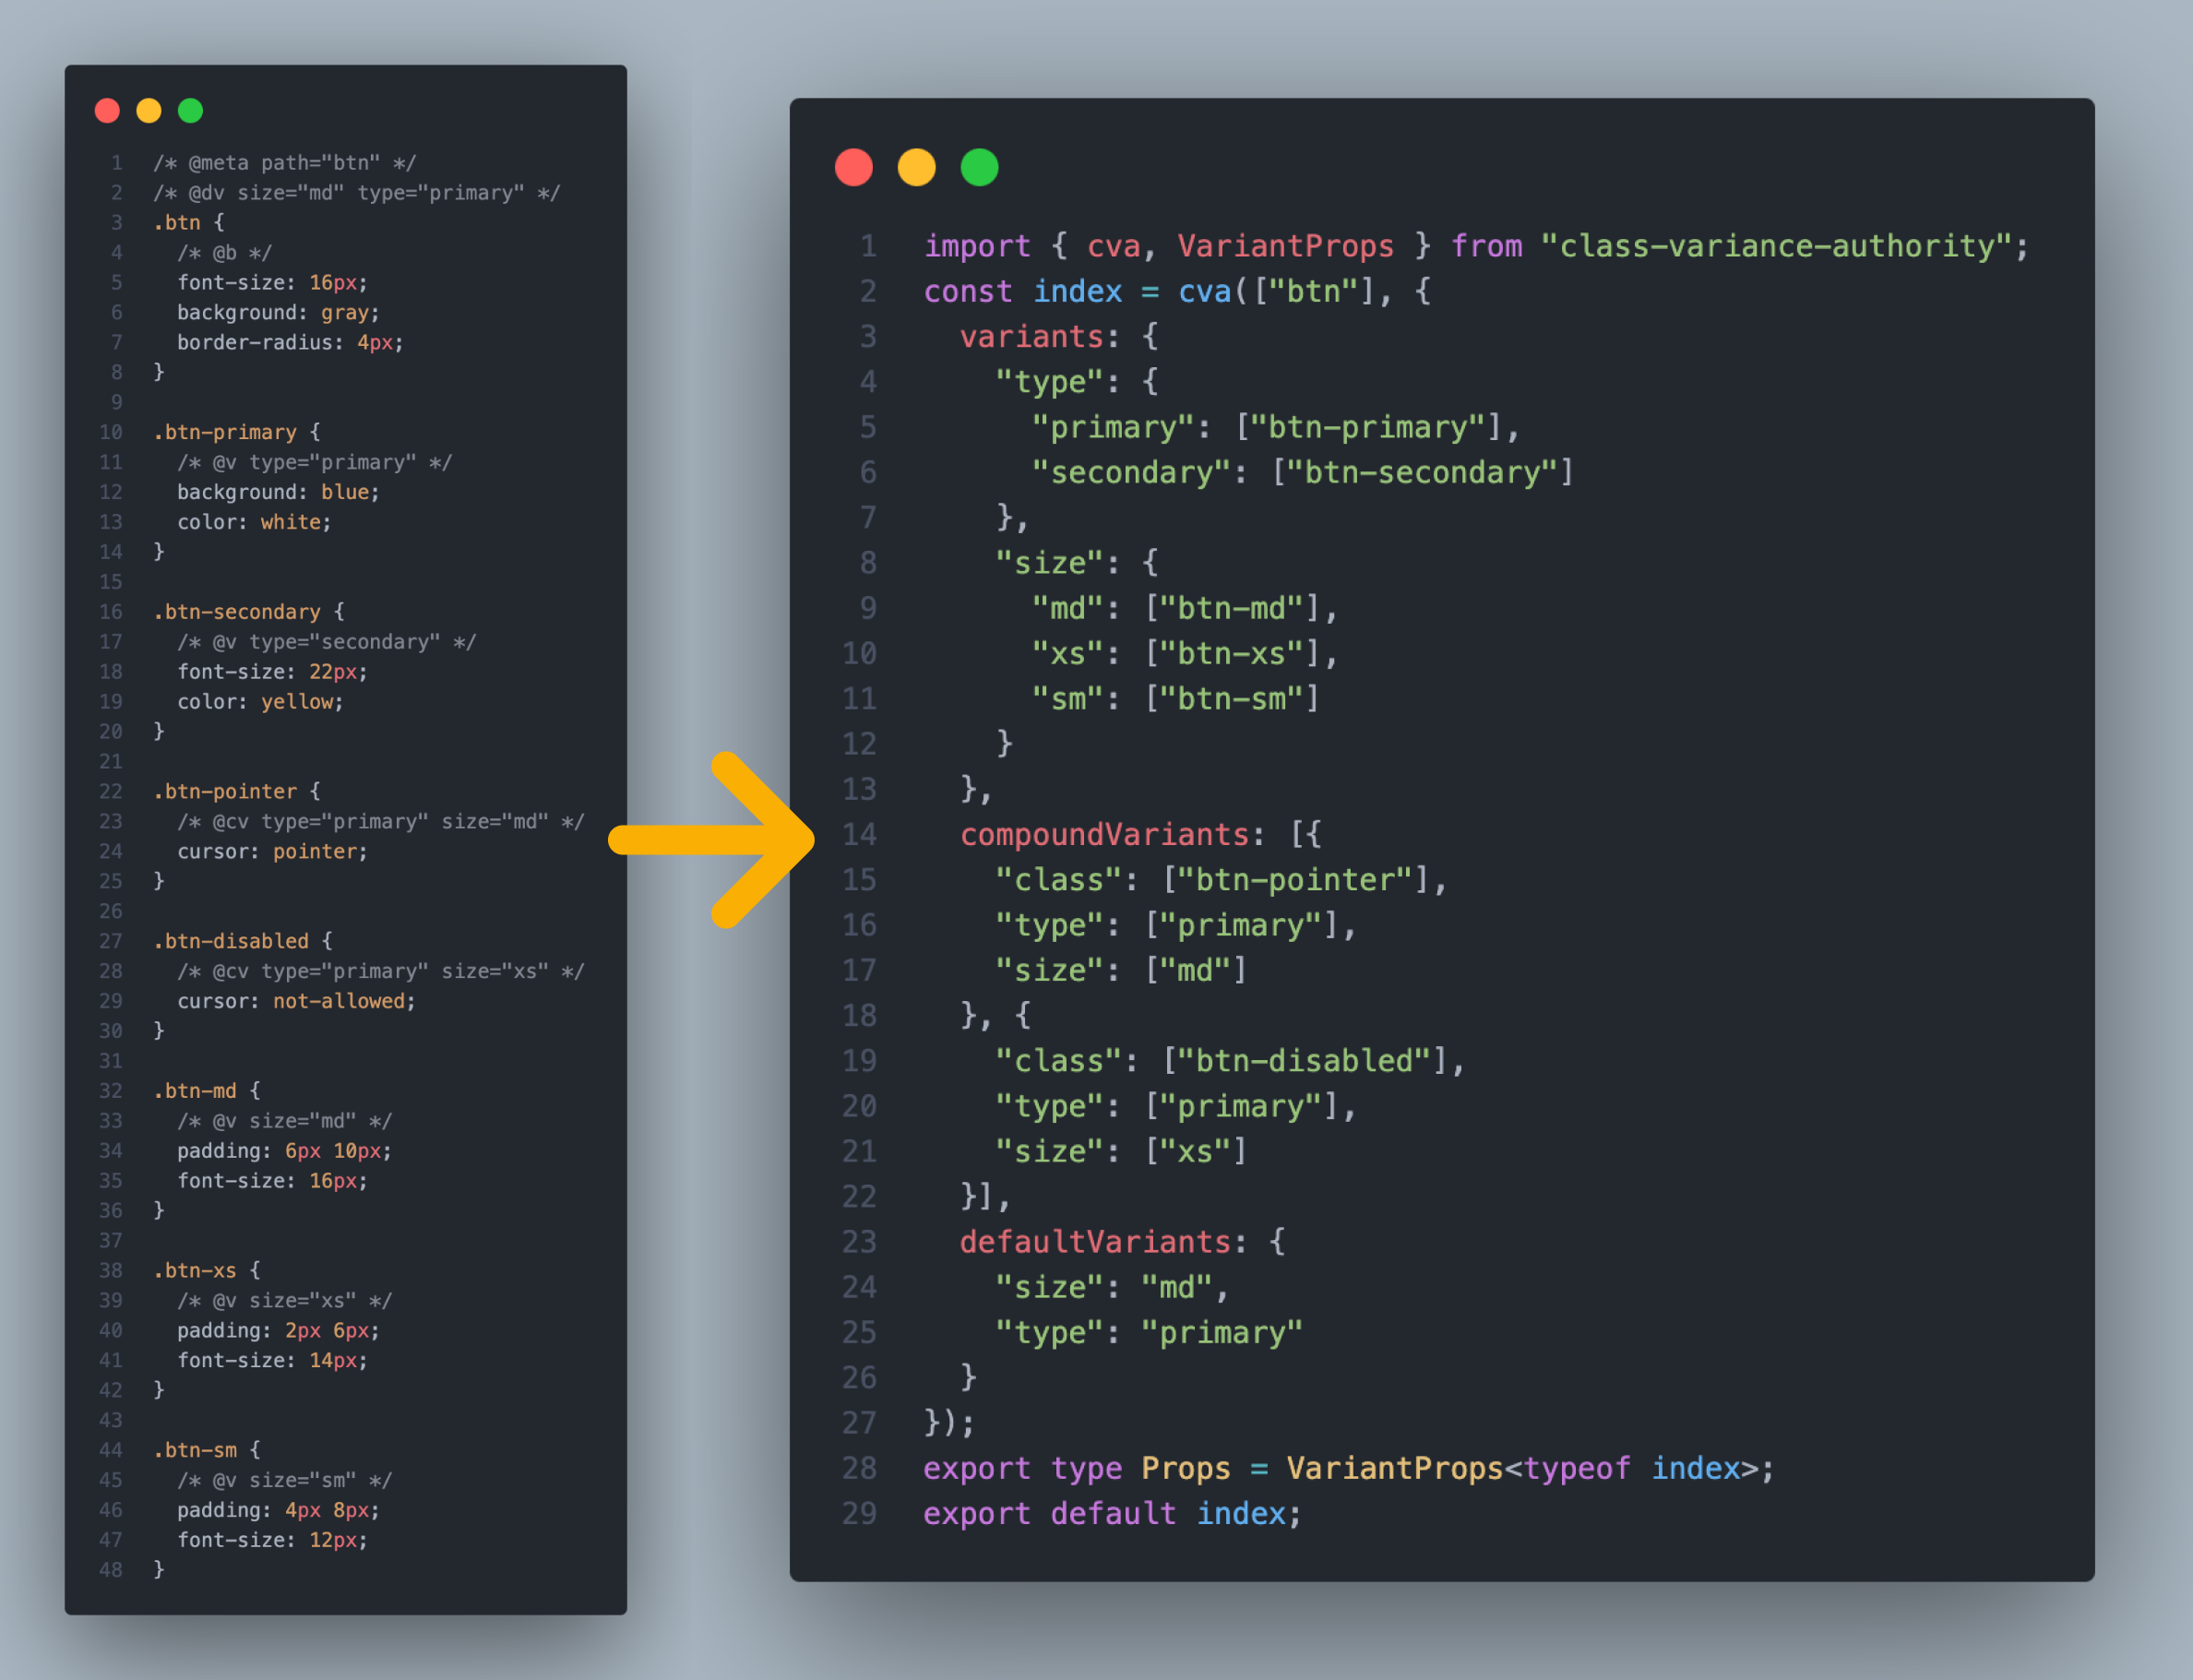 1 /* @meta path="btn" */
2 /* @dv size="md" type="primary" */
3 .btn {
4   /* @b */
5   font-size: 16px;
6   background: gray;
7   border-radius: 4px;
8 }
9
10 .btn-primary {
11   /* @v type="primary" */
12   background: blue;
13   color: white;
14 }
15
16 .btn-secondary {
17   /* @v type="secondary" */
18   font-size: 22px;
19   color: yellow;
20 }
21
22 .btn-pointer {
23   /* @cv type="primary" size="md" */
24   cursor: pointer;
25 }
26
27 .btn-disabled {
28   /* @cv type="primary" size="xs" */
29   cursor: not-allowed;
30 }
31
32 .btn-md {
33   /* @v size="md" */
34   padding: 6px 10px;
35   font-size: 16px;
36 }
37
38 .btn-xs {
39   /* @v size="xs" */
40   padding: 2px 6px;
41   font-size: 14px;
42 }
43
44 .btn-sm {
45   /* @v size="sm" */
46   padding: 4px 8px;
47   font-size: 12px;
48 }
1 import { cva, VariantProps } from "class-variance-authority";
2 const index = cva(["btn"], {
3   variants: {
4     "type": {
5       "primary": ["btn-primary"],
6       "secondary": ["btn-secondary"]
7     },
8     "size": {
9       "md": ["btn-md"],
10       "xs": ["btn-xs"],
11       "sm": ["btn-sm"]
12     }
13   },
14   compoundVariants: [{
15     "class": ["btn-pointer"],
16     "type": ["primary"],
17     "size": ["md"]
18   }, {
19     "class": ["btn-disabled"],
20     "type": ["primary"],
21     "size": ["xs"]
22   }],
23   defaultVariants: {
24     "size": "md",
25     "type": "primary"
26   }
27 });
28 export type Props = VariantProps<typeof index>;
29 export default index;